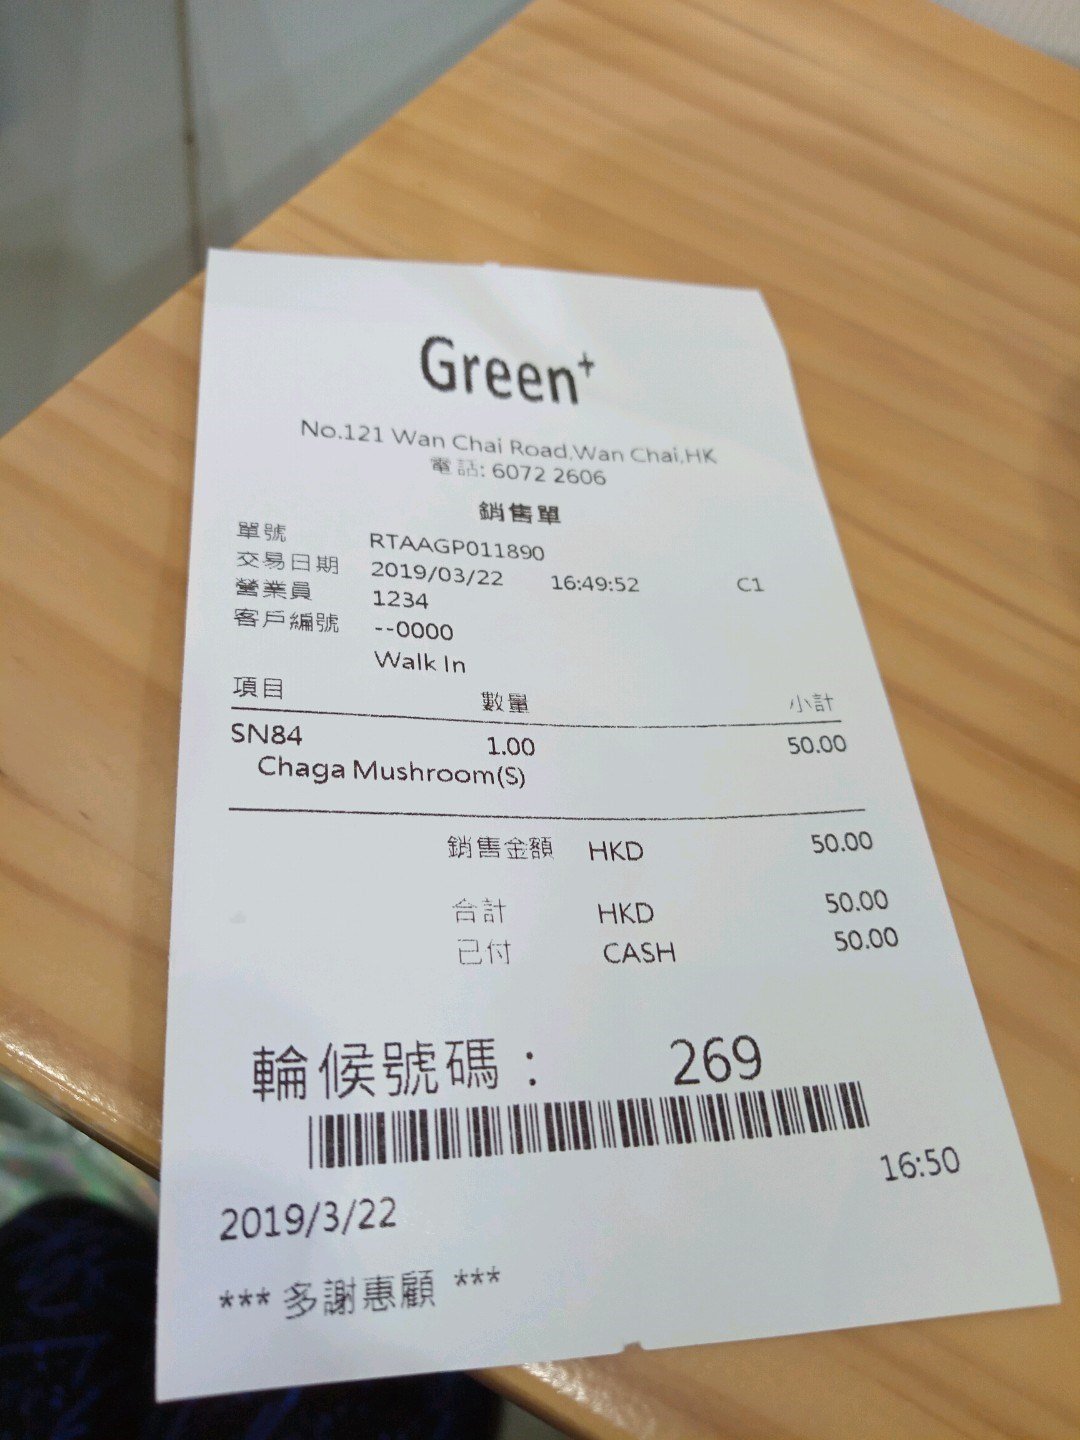 Green+
No.121 Wan Chai Road,Wan Chai,HK
電話: 6072 2606
銷售單
單號 RTAAGP011890
交易日期 2019/03/22 16:49:52 C1
營業員 1234
客戶編號 --0000
Walk In
項目 數量 小計
SN84 1.00 50.00
Chaga Mushroom(S)
銷售金額 HKD 50.00
合計 HKD 50.00
已付 CASH 50.00
輪候號碼： 269
16:50
2019/3/22
*** 多謝惠顧 ***